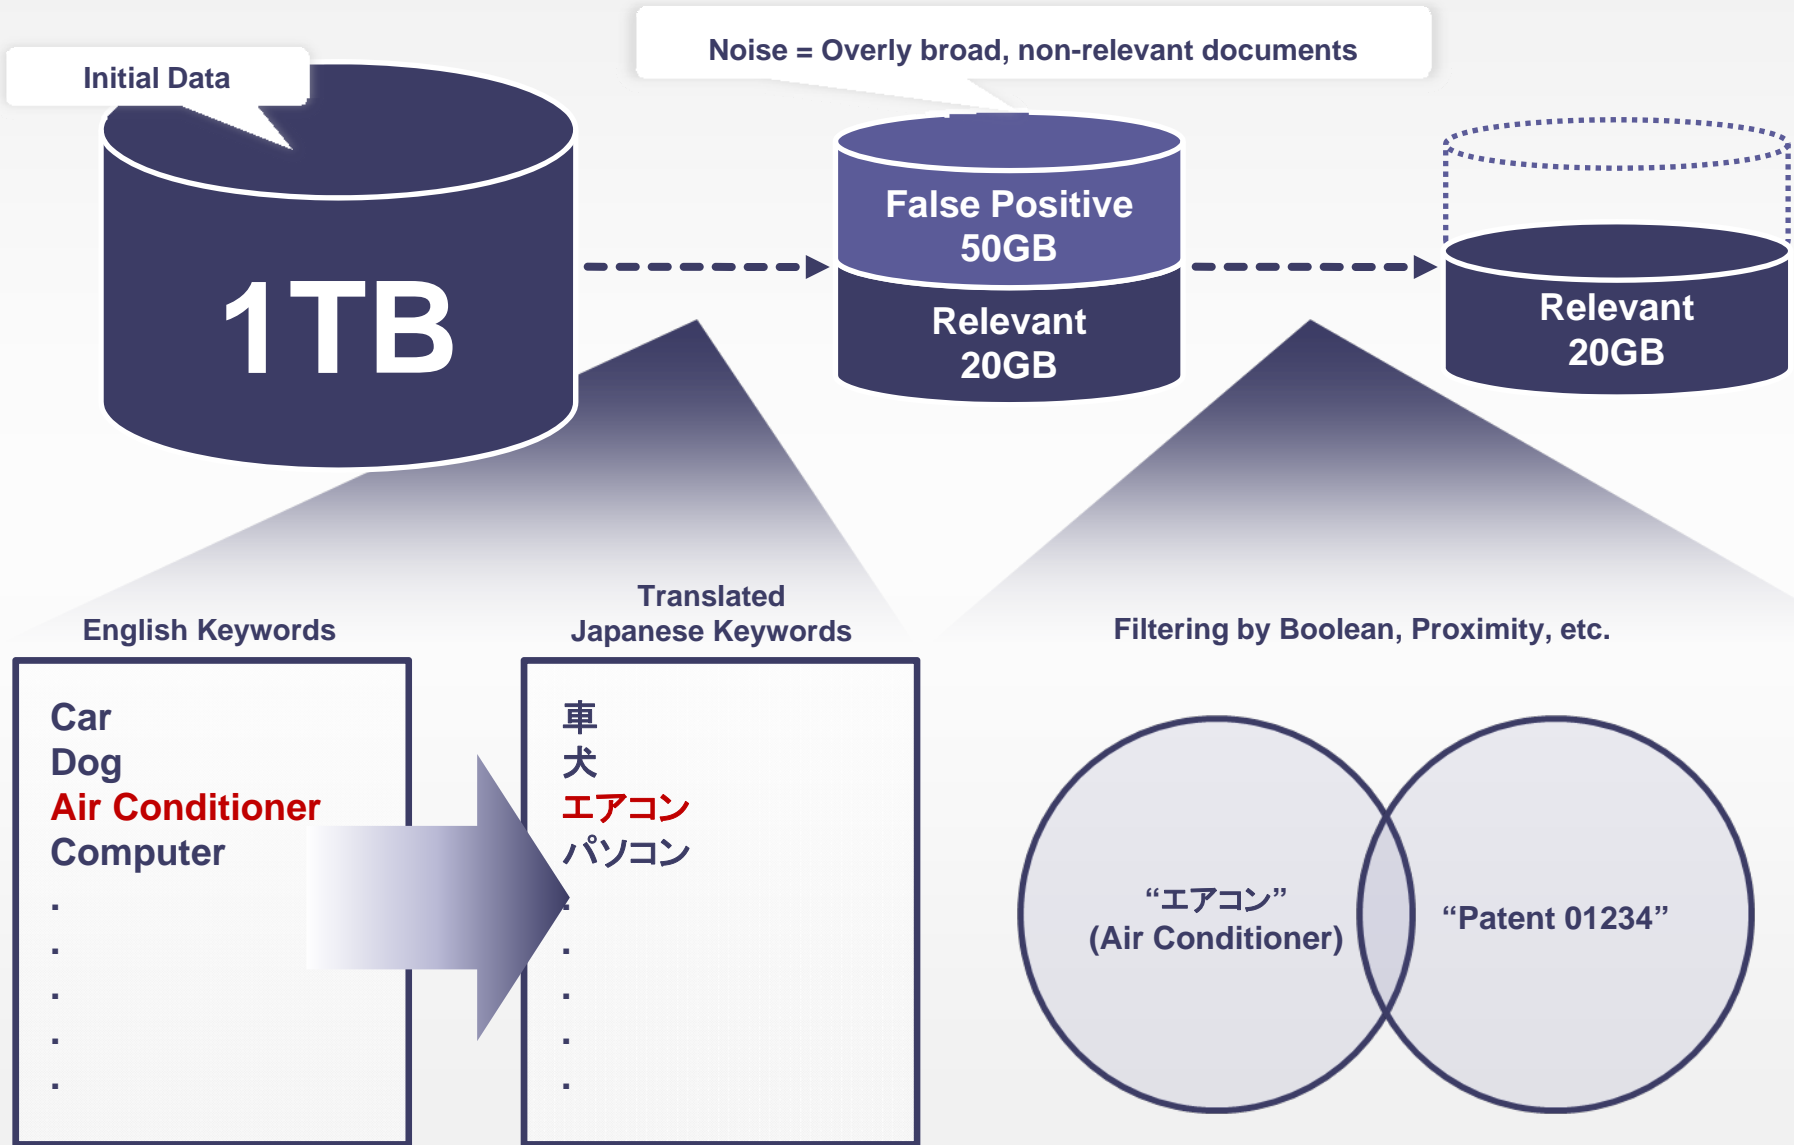 Initial Data
Noise = Overly broad, non-relevant documents
1TB
False Positive
50GB
Relevant
20GB
Relevant
20GB
English Keywords
Car
Dog
Air Conditioner
Computer
.
.
.
.
.
Translated
Japanese Keywords
車
犬
エアコン
パソコン
.
.
.
.
.
Filtering by Boolean, Proximity, etc.
“エアコン”
(Air Conditioner)
“Patent 01234”